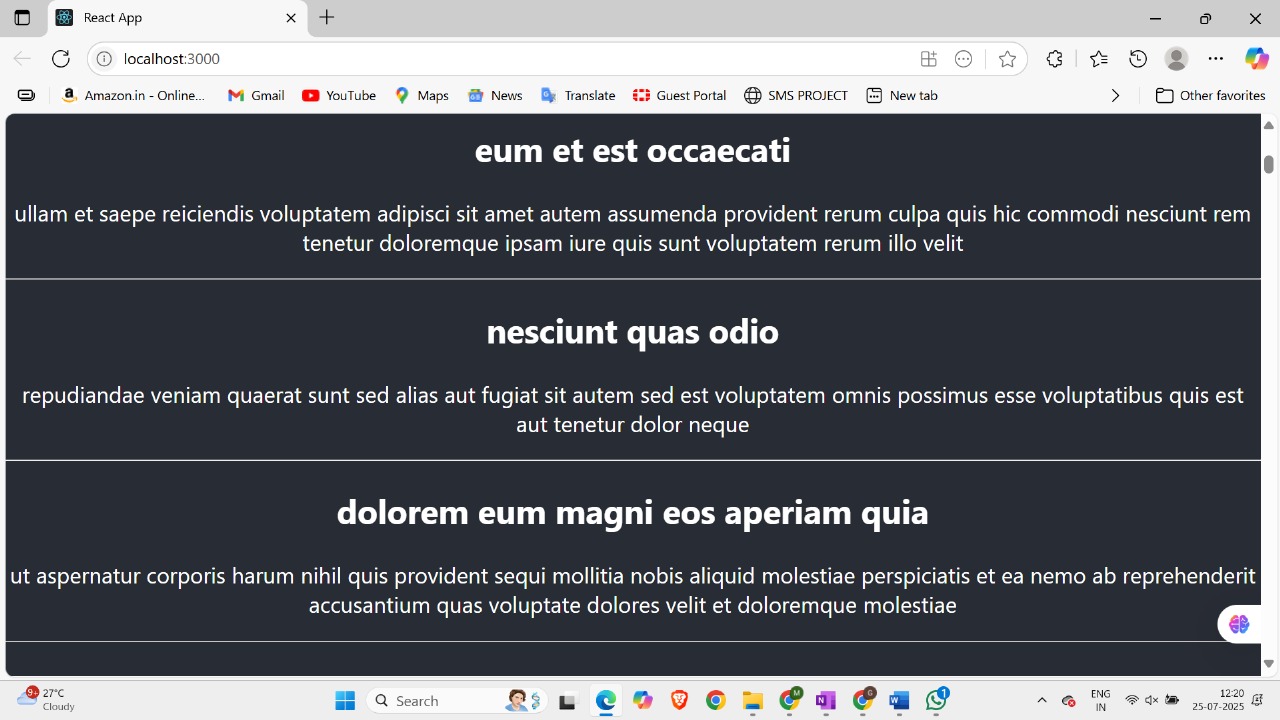 React App
localhost:3000
Amazon.in - Online...
Gmail
YouTube
Maps
News
Translate
Guest Portal
SMS PROJECT
New tab
Other favorites
eum et est occaecati
ullam et saepe reiciendis voluptatem adipisci sit amet autem assumenda provident rerum culpa quis hic commodi nesciunt rem
tenetur doloremque ipsam iure quis sunt voluptatem rerum illo velit
nesciunt quas odio
repudiandae veniam quaerat sunt sed alias aut fugiat sit autem sed est voluptatem omnis possimus esse voluptatibus quis est
aut tenetur dolor neque
dolorem eum magni eos aperiam quia
ut aspernatur corporis harum nihil quis provident sequi mollitia nobis aliquid molestiae perspiciatis et ea nemo ab reprehenderit
accusantium quas voluptate dolores velit et doloremque molestiae
9+
27°C
Cloudy
Search
M
G
1
ENG
IN
12:20
25-07-2025